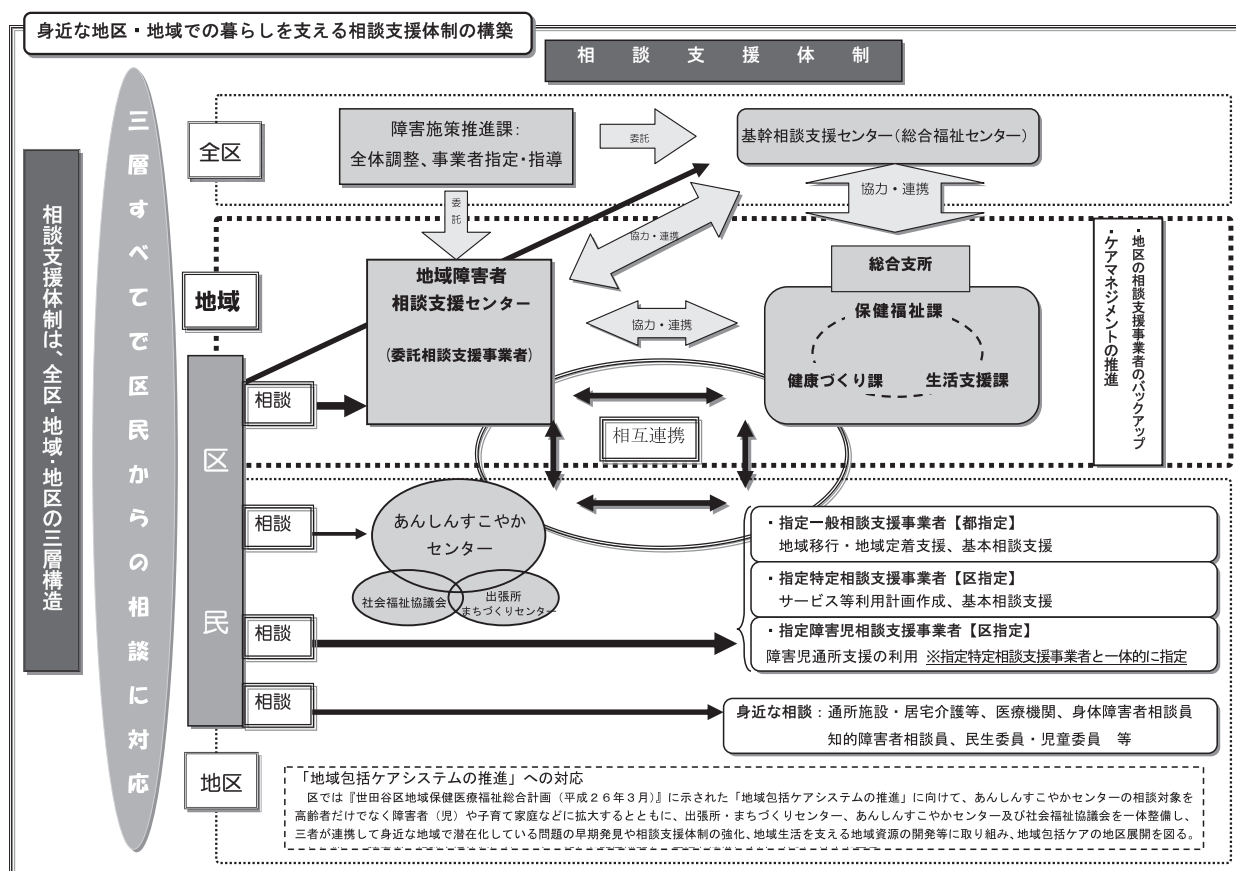 身近な地区・地域での暮らしを支える相談支援体制の構築
相談支援体制
相談支援体制は、全区・地域・地区の三層構造
三層すべてで区民からの相談に対応
全区
障害施策推進課:
全体調整、事業者指定・指導
委託
基幹相談支援センター(総合福祉センター)
委託
協力・連携
協力・連携
地域
地域障害者
相談支援センター
(委託相談支援事業者)
協力・連携
総合支所
保健福祉課
健康づくり課
生活支援課
・地区の相談支援事業者のバックアップ
・ケアマネジメントの推進
区民
相談
相互連携
相談
あんしんすこやか
センター
社会福祉協議会
出張所
まちづくりセンター
・指定一般相談支援事業者【都指定】
地域移行・地域定着支援、基本相談支援
・指定特定相談支援事業者【区指定】
サービス等利用計画作成、基本相談支援
相談
・指定障害児相談支援事業者【区指定】
障害児通所支援の利用 ※指定特定相談支援事業者と一体的に指定
相談
身近な相談：通所施設・居宅介護等、医療機関、身体障害者相談員
知的障害者相談員、民生委員・児童委員　等
地区
「地域包括ケアシステムの推進」への対応
区では『世田谷区地域保健医療福祉総合計画（平成２６年３月）』に示された「地域包括ケアシステムの推進」に向けて、あんしんすこやかセンターの相談対象を
高齢者だけでなく障害者（児）や子育て家庭などに拡大するとともに、出張所・まちづくりセンター、あんしんすこやかセンター及び社会福祉協議会を一体整備し、
三者が連携して身近な地域で潜在化している問題の早期発見や相談支援体制の強化、地域生活を支える地域資源の開発等に取り組み、地域包括ケアの地区展開を図る。